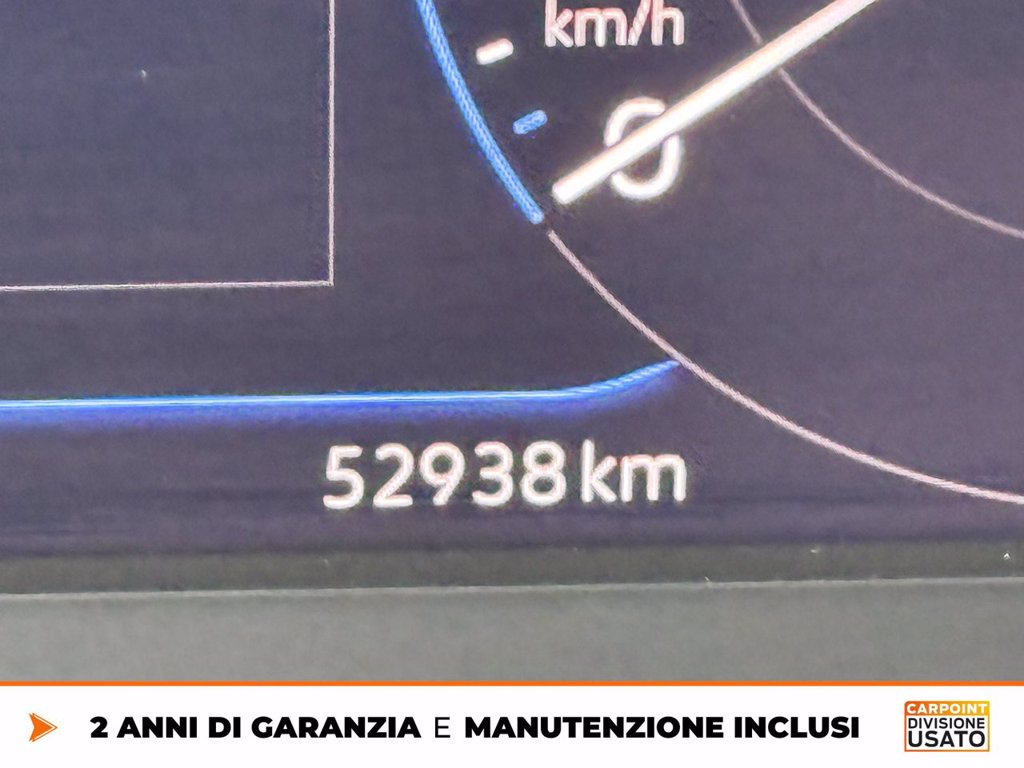 km/h
0
52938 km
2 ANNI DI GARANZIA E MANUTENZIONE INCLUSI
CARPOINT
DIVISIONE
USATO